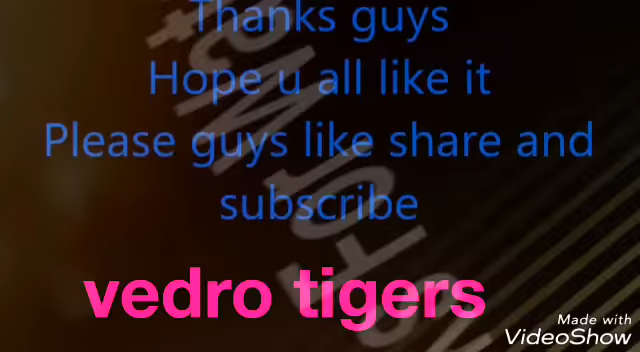 Thanks guys
Hope u all like it
Please guys like share and
subscribe
vedro tigers
Made with
VideoShow